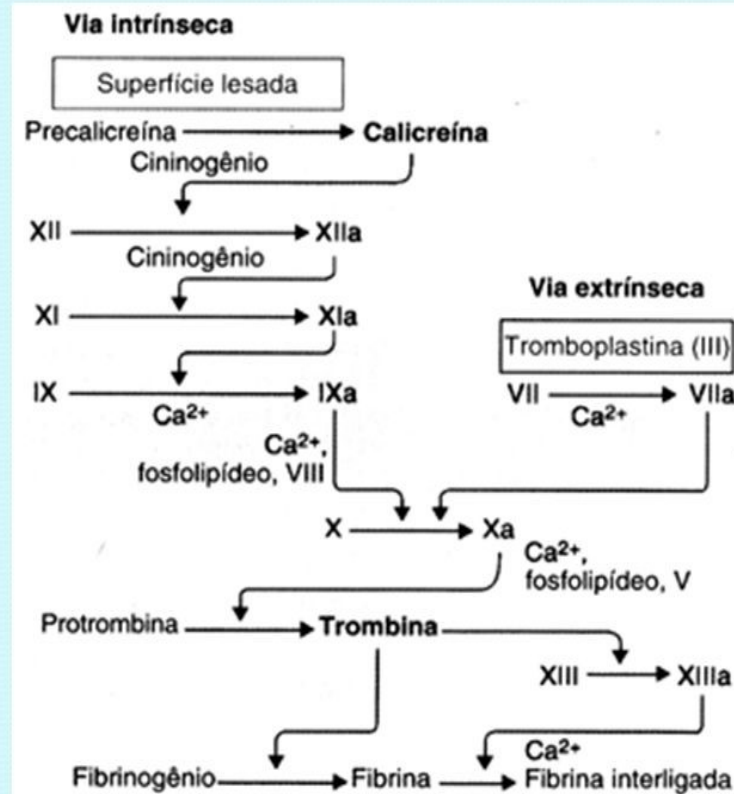 Via intrínseca
Superfície lesada
Precalicreína Calicreína
Cininogênio
XII XIIa
Cininogênio
Via extrínseca
XI XIa
Tromboplastina (III)
IX IXa VII VIIa
Ca2+ Ca2+
Ca2+,
fosfolipídeo, VIII
X Xa
Ca2+,
fosfolipídeo, V
Protrombina Trombina
XIII XIIIa
Ca2+
Fibrinogênio Fibrina Fibrina interligada